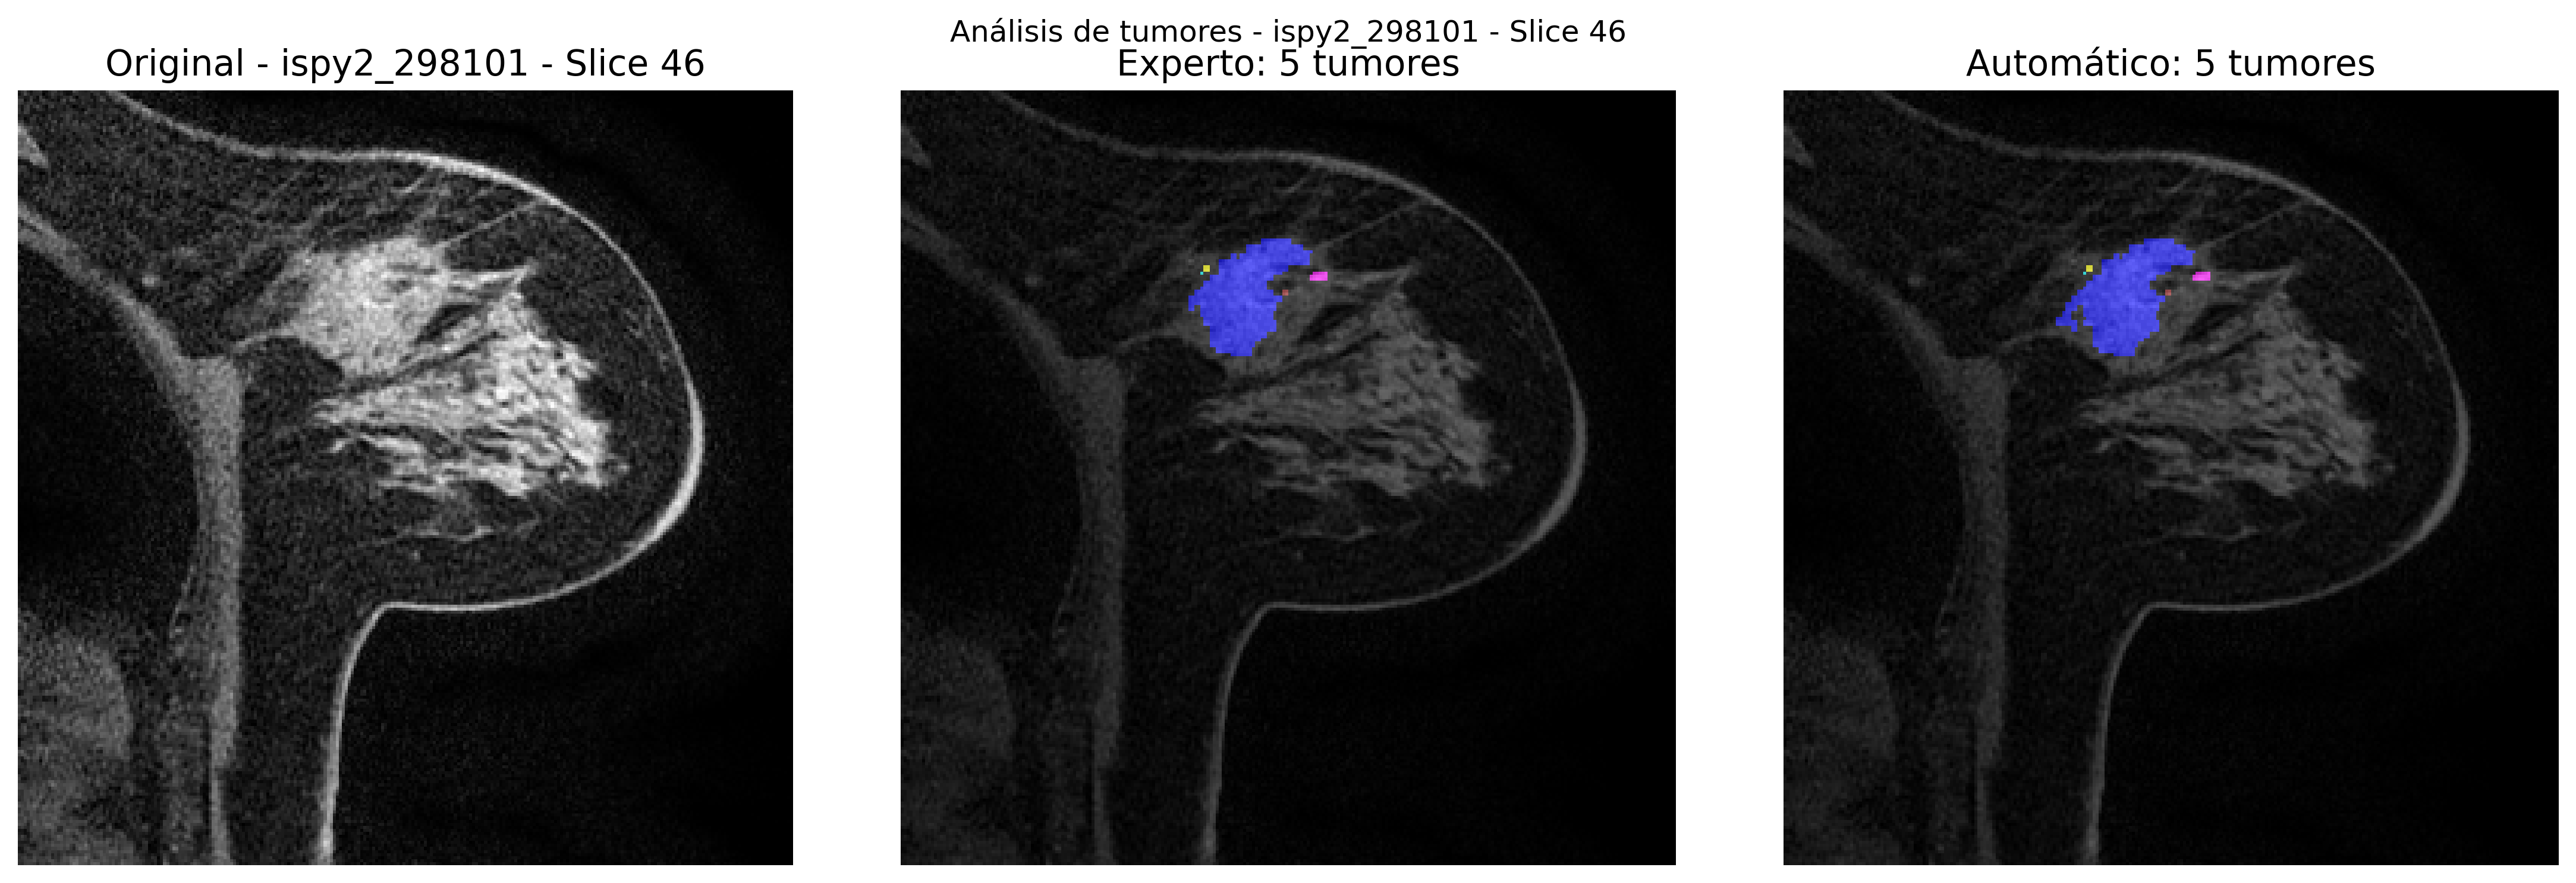 Análisis de tumores - ispy2_298101 - Slice 46
Original - ispy2_298101 - Slice 46
Experto: 5 tumores
Automático: 5 tumores